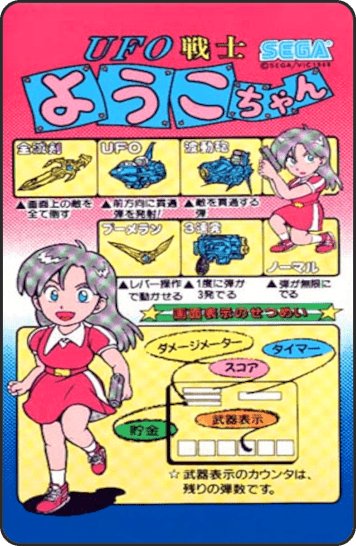 UFO戦士
SEGA
©SEGA/VIC 1988
ようこちゃん
UFO
波動砲
▲画面上の敵を
全て倒す
▲前方向に貫通
弾を発射!
▲敵を貫通する
弾
ブーメラン
3連実
ノーマル
▲レバー操作
で動かせる
▲1度に弾が
3発でる
▲弾が無限に
でる
画面表示のせつめい
ダメージメーター
タイマー
スコア
武器表示
貯金
☆武器表示のカウンタは、
残りの弾数です。